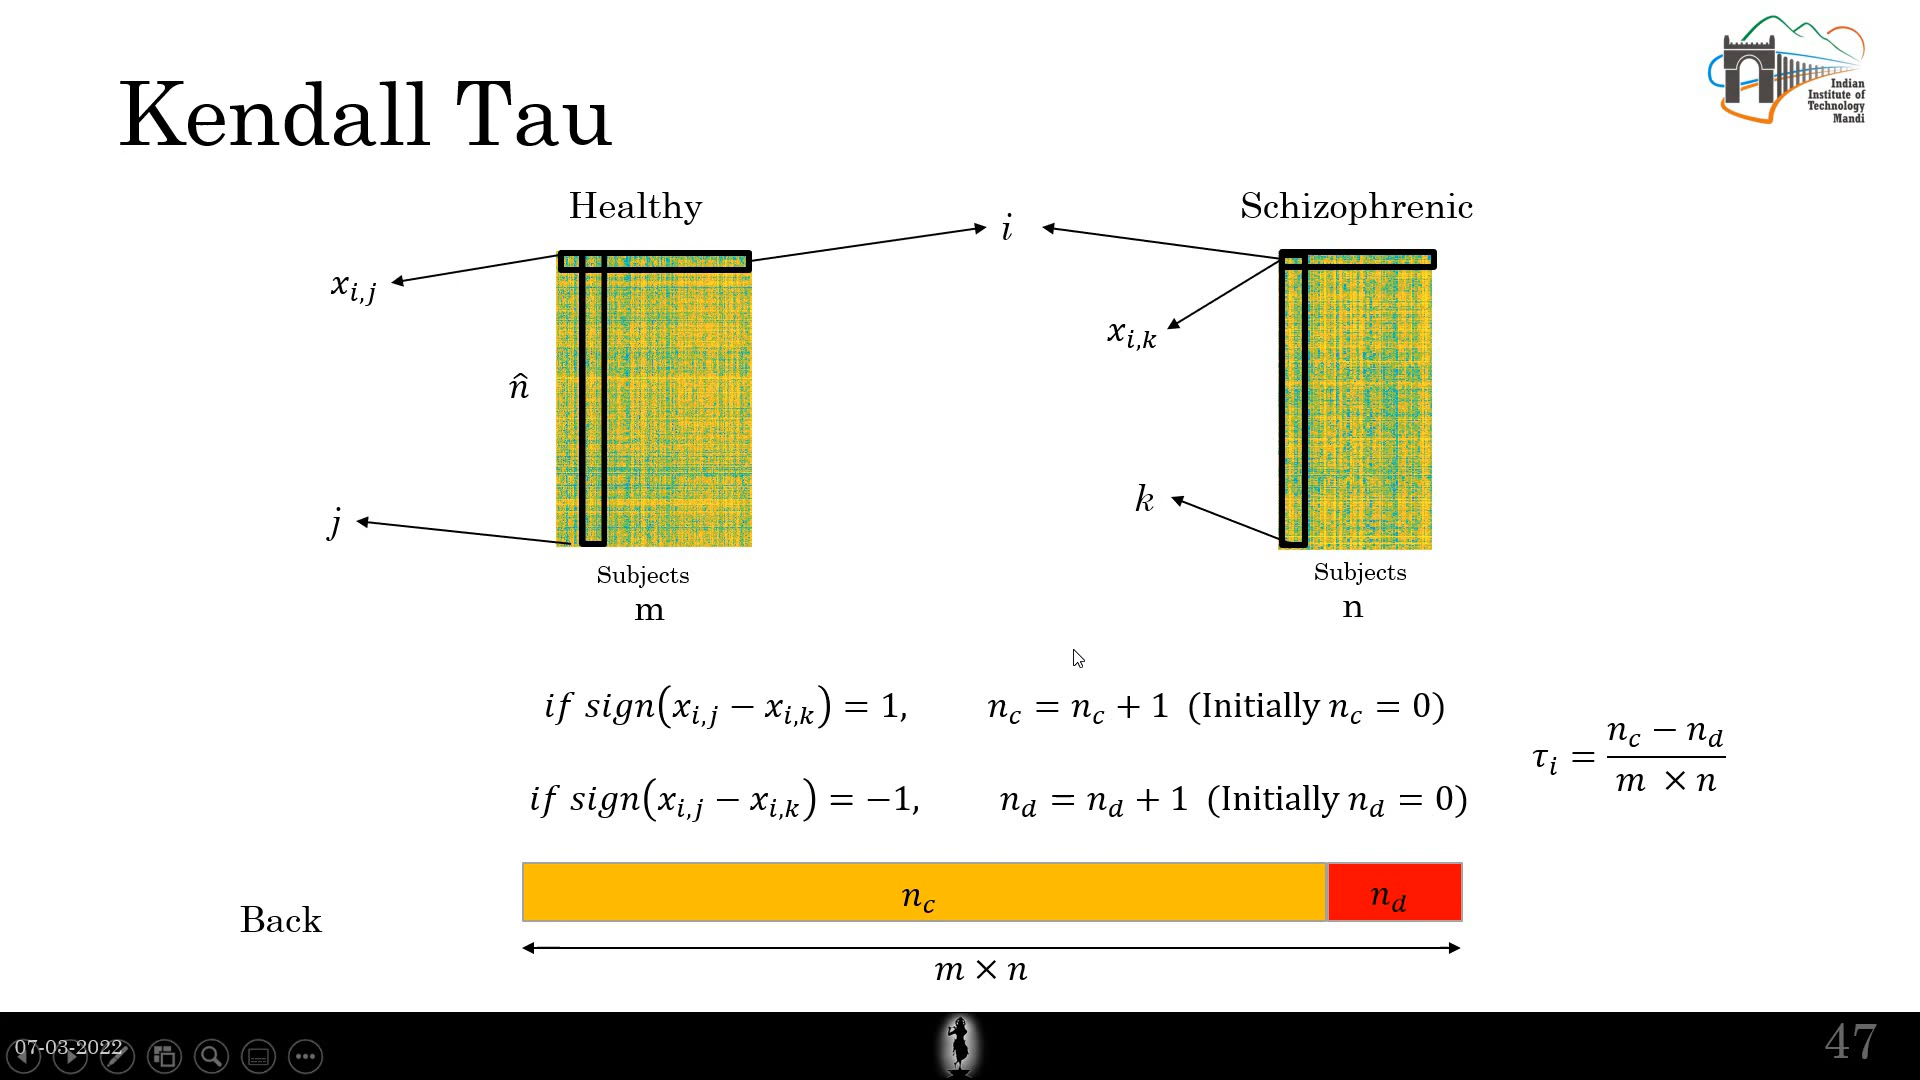 Kendall Tau
Indian
Institute of
Technology
Mandi
Healthy
Schizophrenic
i
x_{i,j}
x_{i,k}
n̂
j
k
Subjects
m
Subjects
n
if sign(x_{i,j} − x_{i,k}) = 1, n_c = n_c + 1 (Initially n_c = 0)
τ_i = \frac{n_c − n_d}{m × n}
if sign(x_{i,j} − x_{i,k}) = −1, n_d = n_d + 1 (Initially n_d = 0)
n_c
n_d
Back
m × n
07-03-2022
47